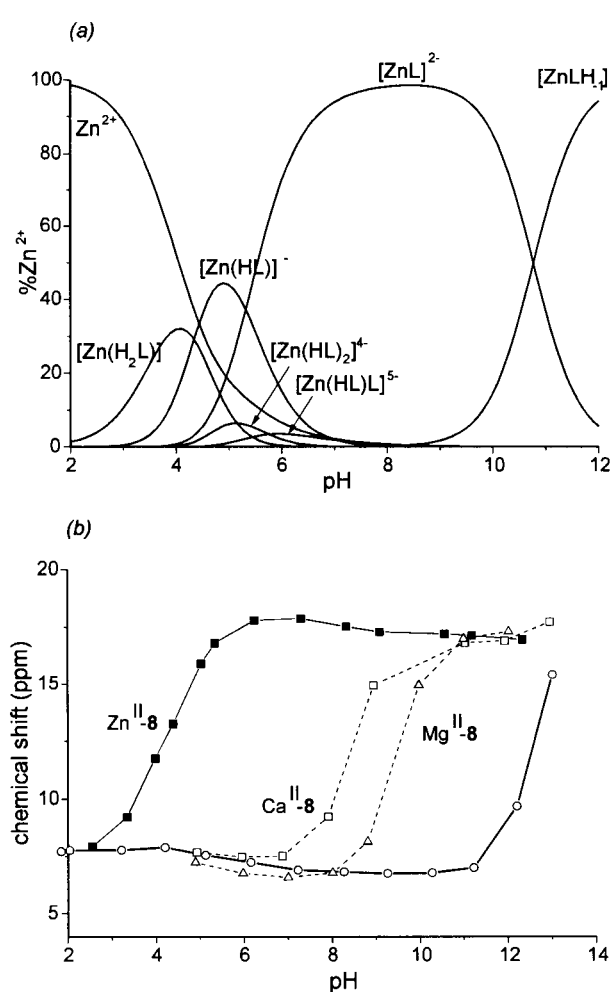 (a)
[ZnL]²⁻
[ZnLH₋₁]
100
Zn²⁺
80
60
%Zn²⁺
[Zn(HL)]⁻
40
[Zn(H₂L)]
[Zn(HL)₂]⁴⁻
[Zn(HL)L]⁵⁻
20
0
2 4 6 8 10 12
pH
(b)
20
chemical shift (ppm)
15
Znᴵᴵ-8
Mgᴵᴵ-8
Caᴵᴵ-8
10
5
2 4 6 8 10 12 14
pH